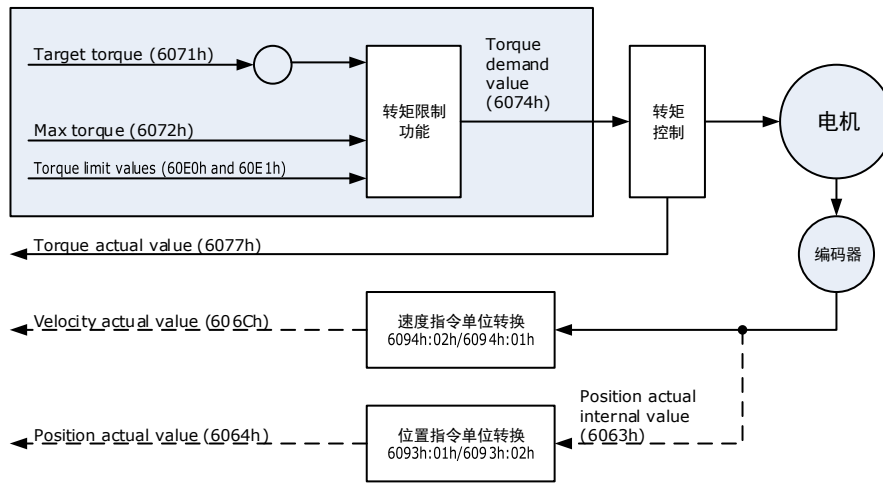 Target torque (6071h)
Max torque (6072h)
Torque limit values (60E0h and 60E1h)
转矩限制
功能
Torque
demand
value
(6074h)
转矩
控制
电机
编码器
Torque actual value (6077h)
Velocity actual value (606Ch)
速度指令单位转换
6094h:02h/6094h:01h
Position actual
internal value
(6063h)
Position actual value (6064h)
位置指令单位转换
6093h:01h/6093h:02h